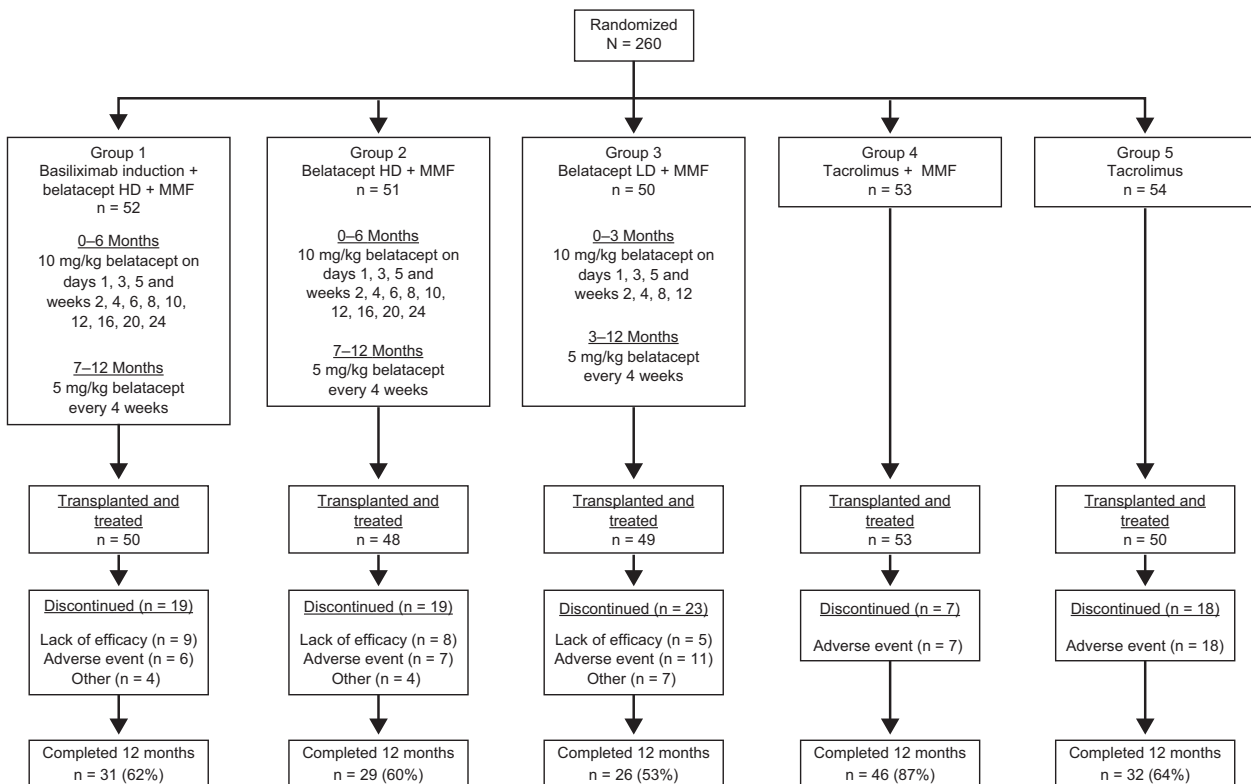 Randomized
N = 260
Group 1
Basiliximab induction +
belatacept HD + MMF
n = 52
0–6 Months
10 mg/kg belatacept on
days 1, 3, 5 and
weeks 2, 4, 6, 8, 10,
12, 16, 20, 24
7–12 Months
5 mg/kg belatacept
every 4 weeks
Group 2
Belatacept HD + MMF
n = 51
0–6 Months
10 mg/kg belatacept on
days 1, 3, 5 and
weeks 2, 4, 6, 8, 10,
12, 16, 20, 24
7–12 Months
5 mg/kg belatacept
every 4 weeks
Group 3
Belatacept LD + MMF
n = 50
0–3 Months
10 mg/kg belatacept on
days 1, 3, 5 and
weeks 2, 4, 8, 12
3–12 Months
5 mg/kg belatacept
every 4 weeks
Group 4
Tacrolimus + MMF
n = 53
Group 5
Tacrolimus
n = 54
Transplanted and
treated
n = 50
Transplanted and
treated
n = 48
Transplanted and
treated
n = 49
Transplanted and
treated
n = 53
Transplanted and
treated
n = 50
Discontinued (n = 19)
Lack of efficacy (n = 9)
Adverse event (n = 6)
Other (n = 4)
Discontinued (n = 19)
Lack of efficacy (n = 8)
Adverse event (n = 7)
Other (n = 4)
Discontinued (n = 23)
Lack of efficacy (n = 5)
Adverse event (n = 11)
Other (n = 7)
Discontinued (n = 7)
Adverse event (n = 7)
Discontinued (n = 18)
Adverse event (n = 18)
Completed 12 months
n = 31 (62%)
Completed 12 months
n = 29 (60%)
Completed 12 months
n = 26 (53%)
Completed 12 months
n = 46 (87%)
Completed 12 months
n = 32 (64%)